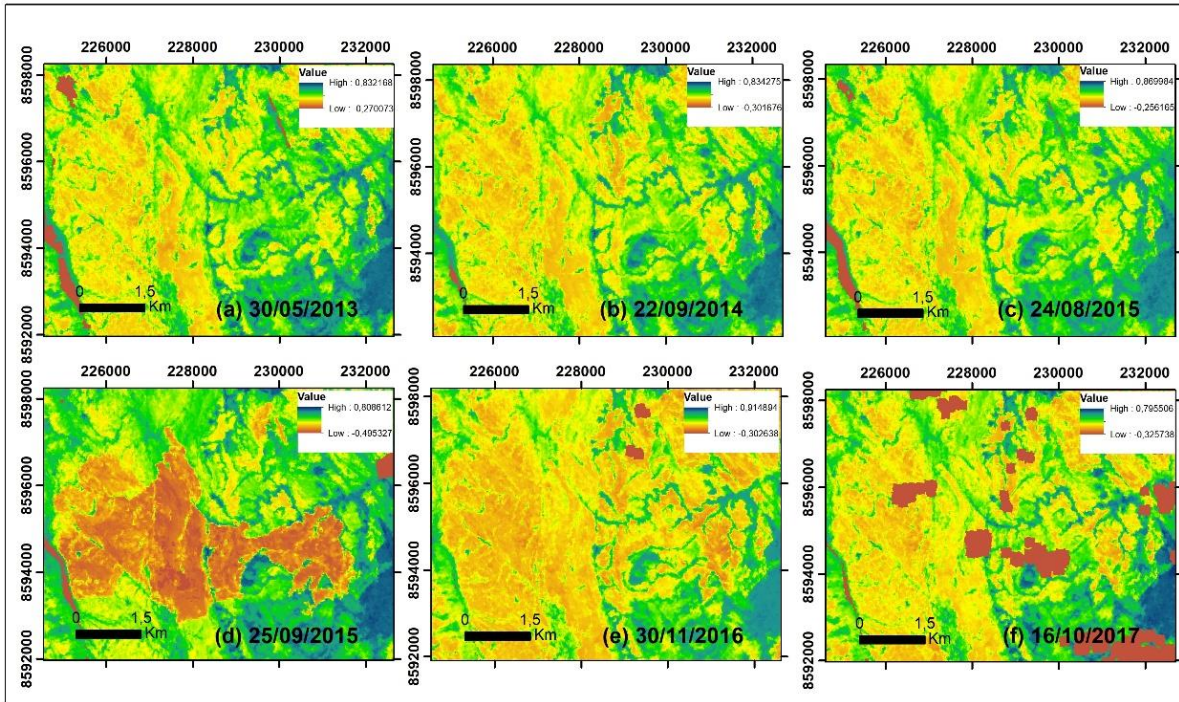 226000 228000 230000 232000
226000 228000 230000 232000
226000 228000 230000 232000
8598000
8596000
8594000
8592000
Value
High : 0,832168
Low : 0,270073
0 1,5
Km
(a) 30/05/2013
8598000
8596000
8594000
Value
High : 0,834275
Low : -0,301676
0 1,5
Km
(b) 22/09/2014
8598000
8596000
8594000
8592000
Value
High : 0,869984
Low : -0,256165
0 1,5
Km
(c) 24/08/2015
226000 228000 230000 232000
226000 228000 230000 232000
226000 228000 230000 232000
8598000
8596000
8594000
8592000
Value
High : 0,808612
Low : -0,495327
0 1,5
Km
(d) 25/09/2015
8598000
8596000
8594000
8592000
Value
High : 0,914894
Low : -0,302638
0 1,5
Km
(e) 30/11/2016
8598000
8596000
8594000
8592000
Value
High : 0,795506
Low : -0,325738
0 1,5
Km
(f) 16/10/2017